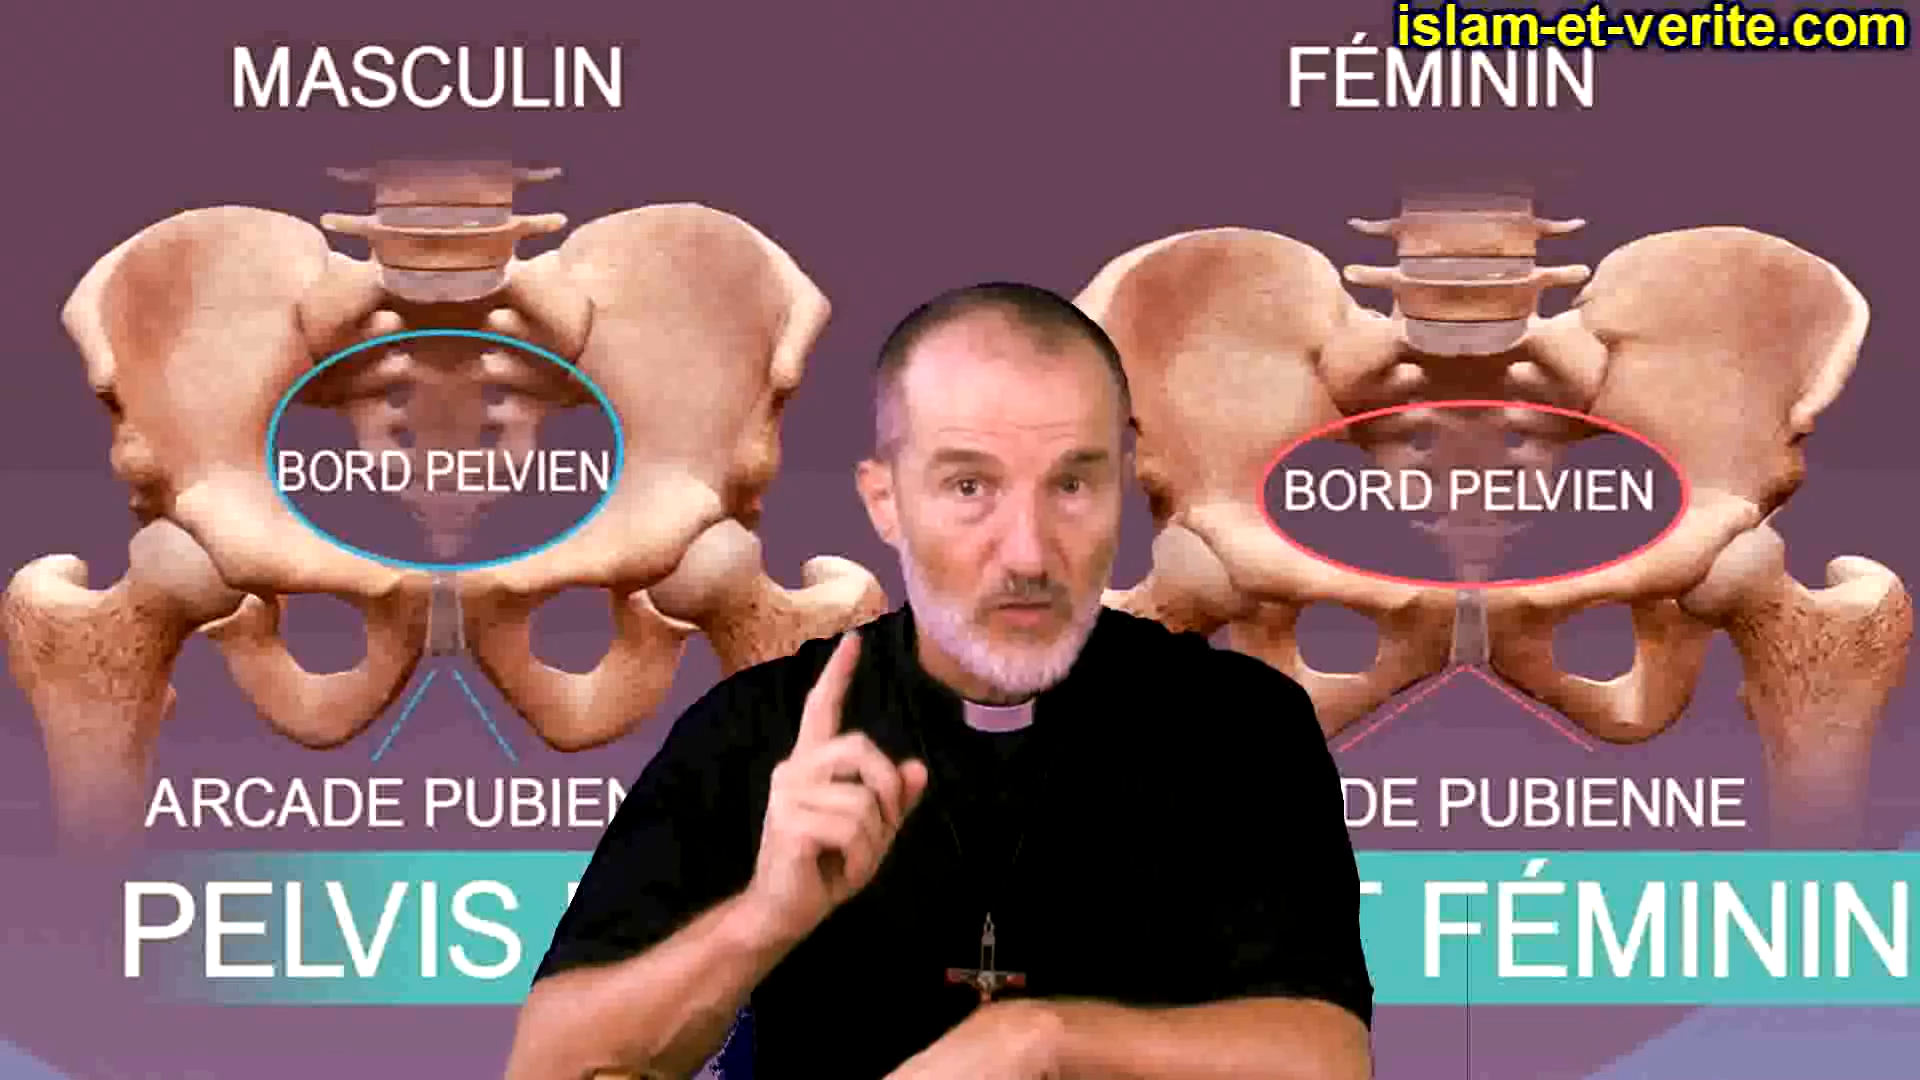 islam-et-verite.com
MASCULIN
FÉMININ
BORD PELVIEN
BORD PELVIEN
ARCADE PUBIEN
DE PUBIENNE
PELVIS
T FÉMININ